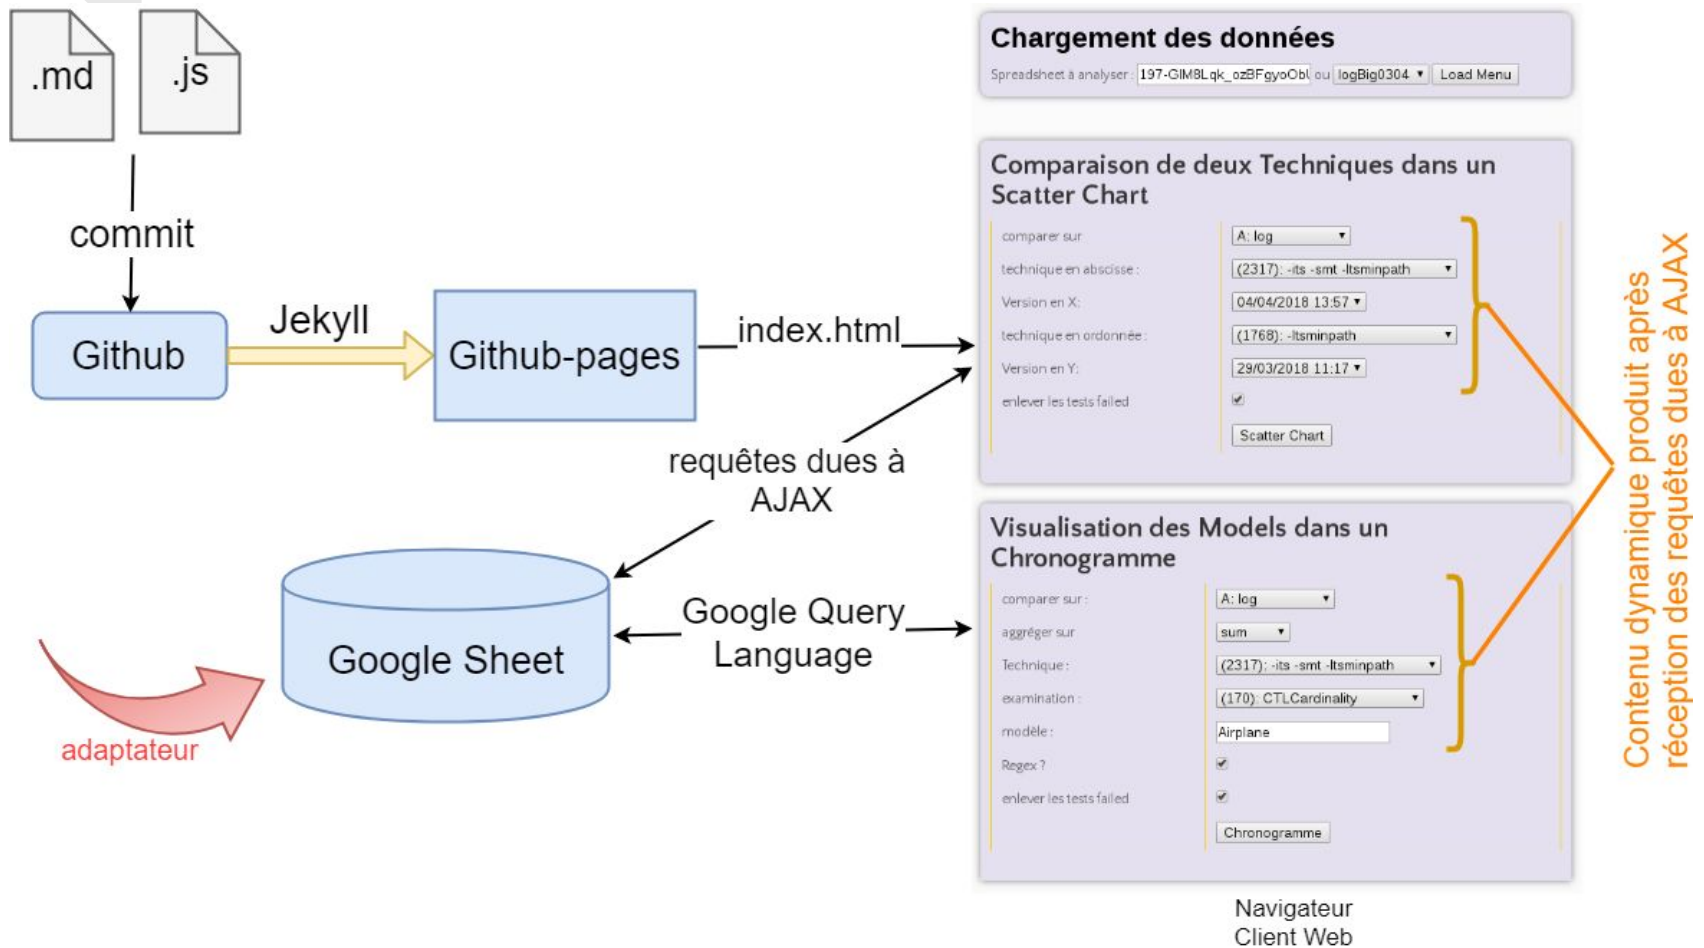 .md
.js
commit
Github
Jekyll
Github-pages
index.html
requêtes dues à
AJAX
Google Sheet
Google Query
Language
adaptateur
Chargement des données
Spreadsheet à analyser : 197-GIM8Lqk_ozBFgyoObU ou logBig0304 Load Menu
Comparaison de deux Techniques dans un
Scatter Chart
comparer sur A: log
technique en abscisse : (2317): -its -smt -ltsminpath
Version en X: 04/04/2018 13:57
technique en ordonnée : (1768): -ltsminpath
Version en Y: 29/03/2018 11:17
enlever les tests failed
Scatter Chart
Visualisation des Models dans un
Chronogramme
comparer sur : A: log
aggréger sur sum
Technique : (2317): -its -smt -ltsminpath
examination : (170): CTLCardinality
modèle : Airplane
Regex ?
enlever les tests failed
Chronogramme
Navigateur
Client Web
Contenu dynamique produit après
réception des requêtes dues à AJAX